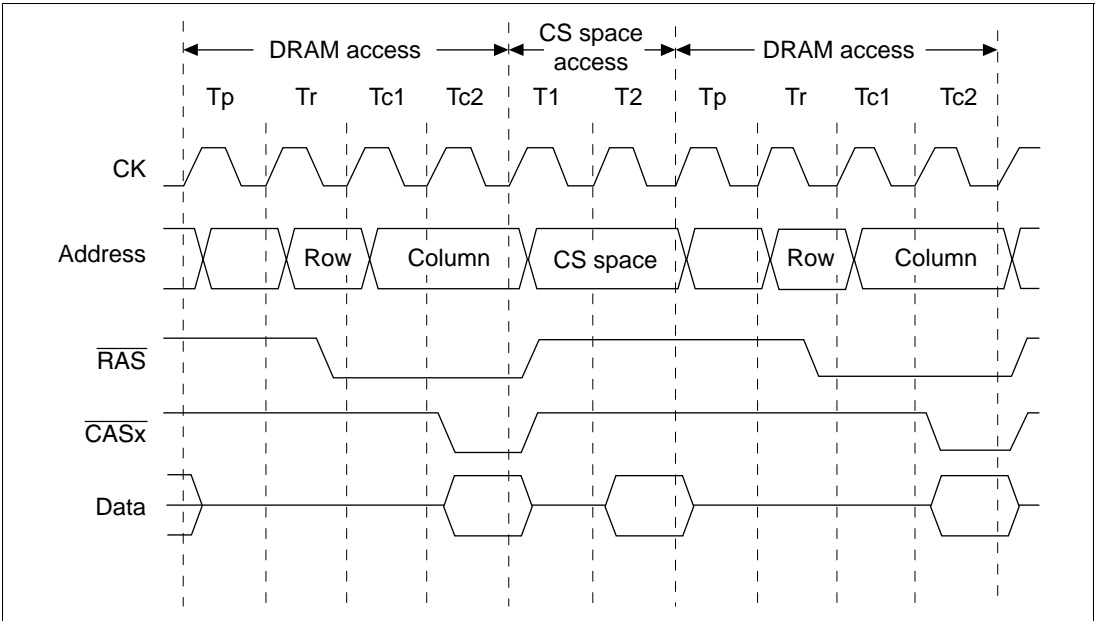 DRAM access CS space access DRAM access
Tp Tr Tc1 Tc2 T1 T2 Tp Tr Tc1 Tc2
CK
Address Row Column CS space Row Column
RAS
CASx
Data